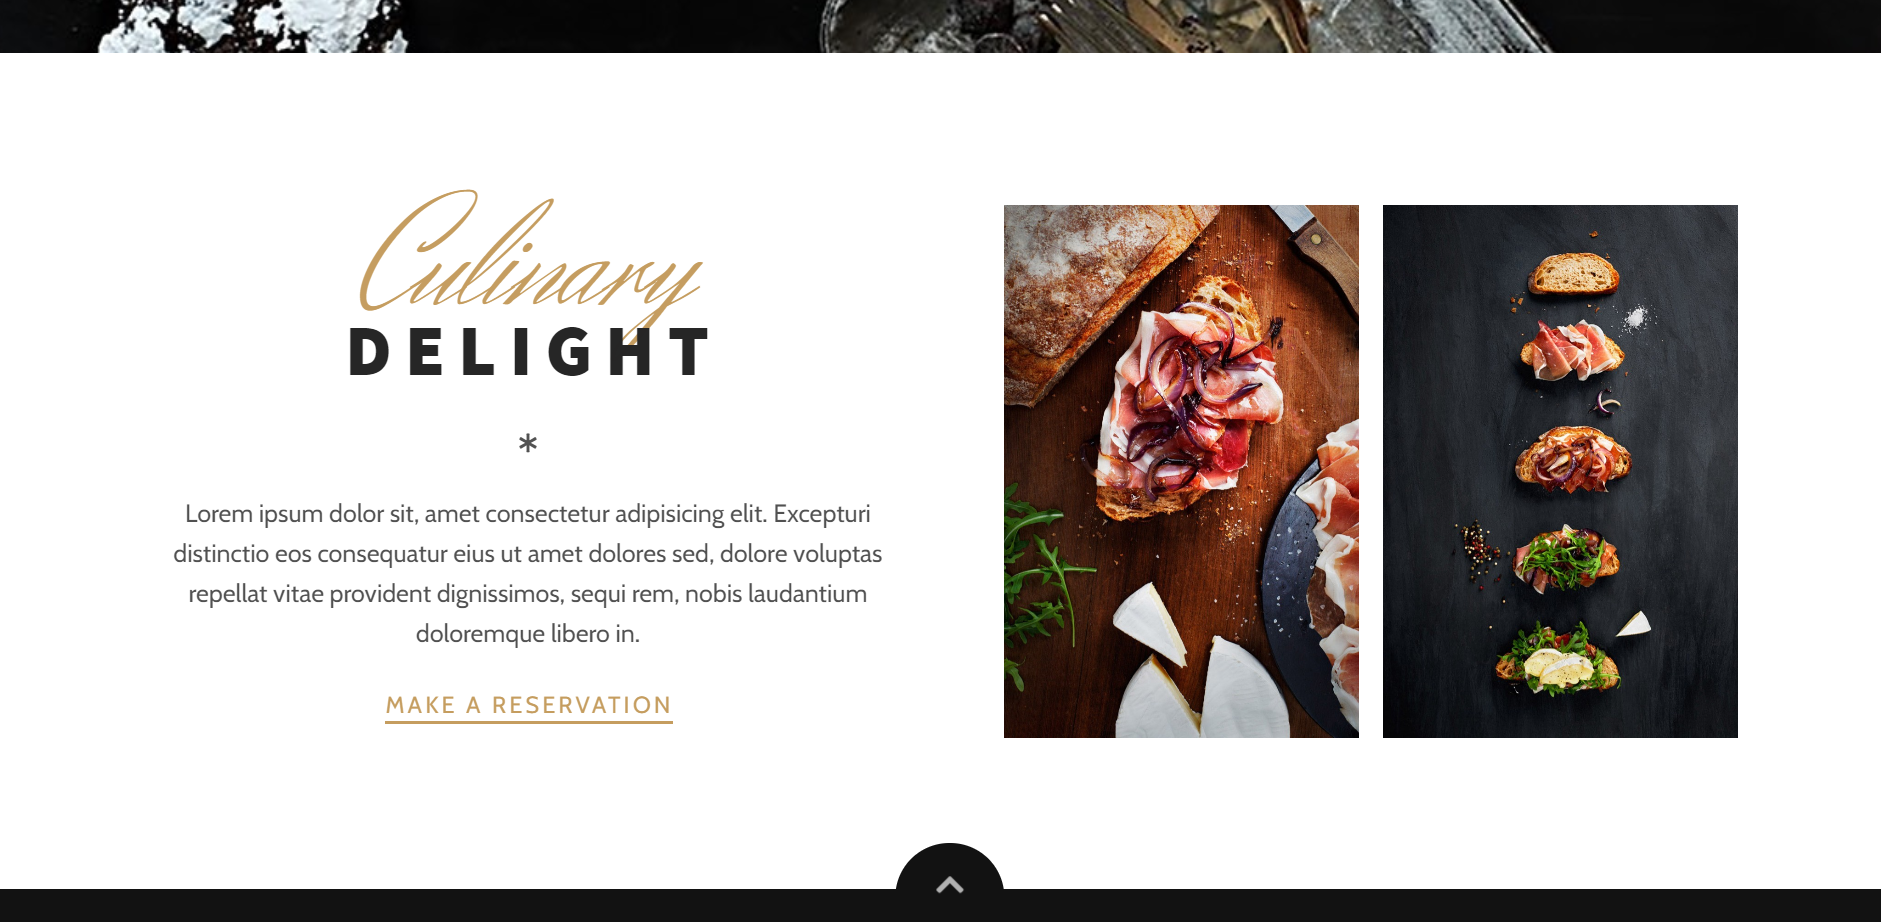 Culinary
DELIGHT
*
Lorem ipsum dolor sit, amet consectetur adipisicing elit. Excepturi
distinctio eos consequatur eius ut amet dolores sed, dolore voluptas
repellat vitae provident dignissimos, sequi rem, nobis laudantium
doloremque libero in.
MAKE A RESERVATION